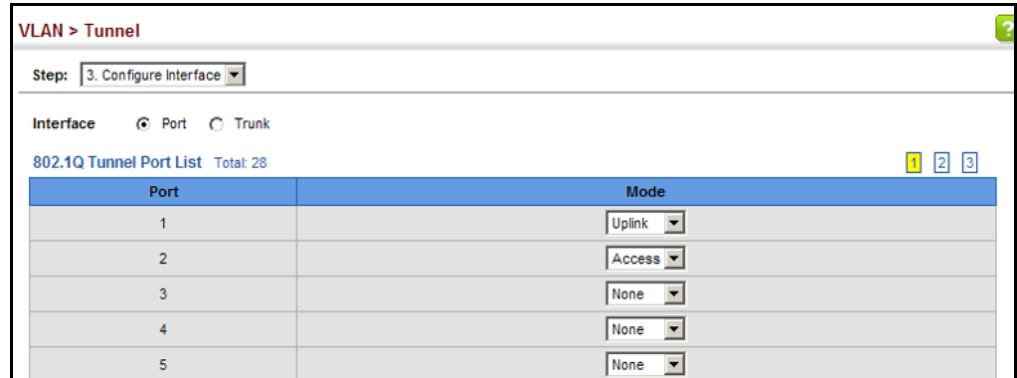 VLAN > Tunnel
?
Step: 3. Configure Interface
Interface Port Trunk
802.1Q Tunnel Port List Total: 28 1 2 3
Port Mode
1 Uplink
2 Access
3 None
4 None
5 None